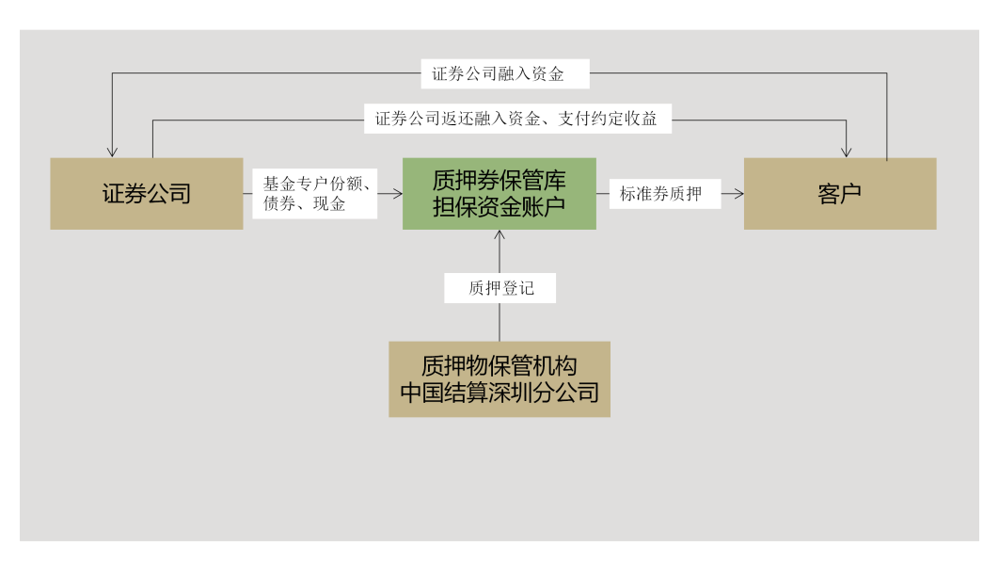 证券公司融入资金
证券公司返还融入资金、支付约定收益
证券公司
基金专户份额、
债券、现金
质押券保管库
担保资金账户
标准券质押
客户
质押登记
质押物保管机构
中国结算深圳分公司